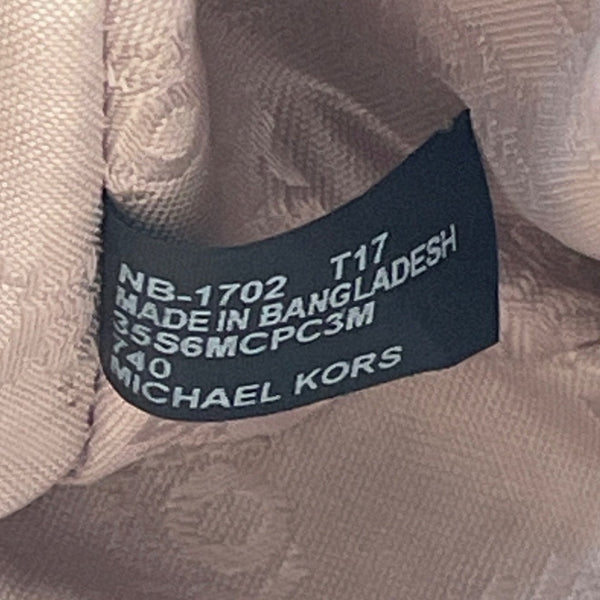 NB-1702 T17
MADE IN BANGLADESH
35S6MCPC3M
740
MICHAEL KORS